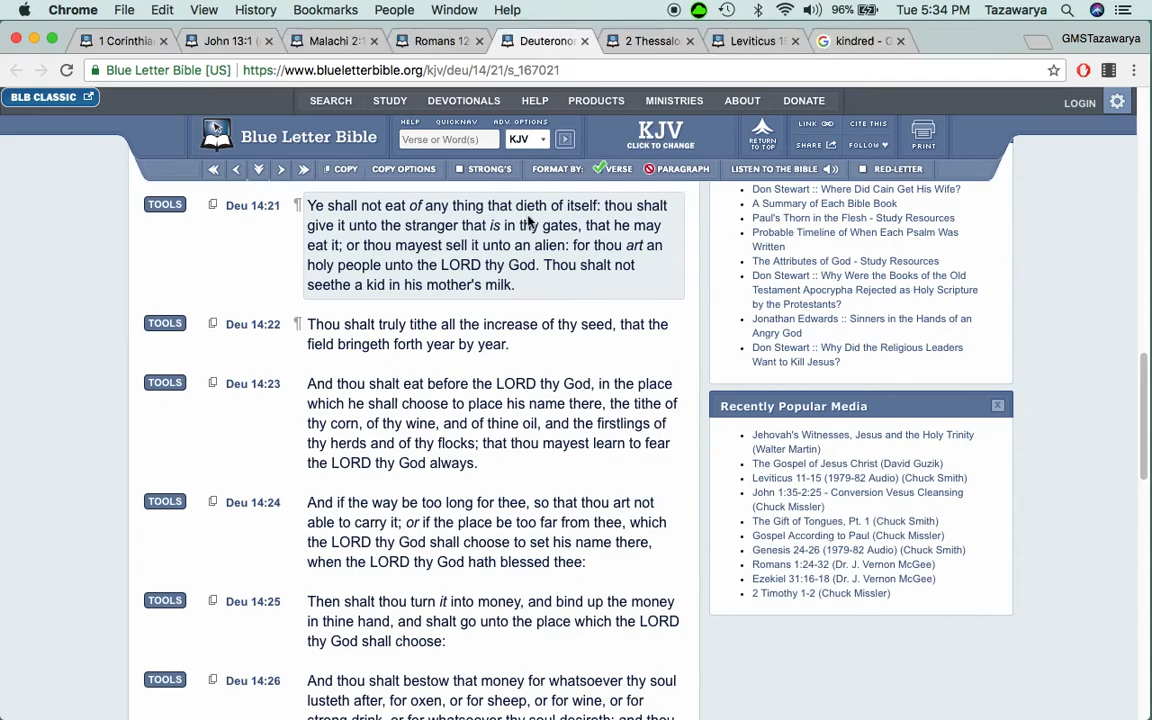 Chrome File Edit View History Bookmarks People Window Help 96% Tue 5:34 PM Tazawarya
1 Corinthia John 13:1 ( Malachi 2:1 Romans 12: Deuterono 2 Thessalo Leviticus 19 kindred - G GMSTazawarya
Blue Letter Bible [US] https://www.blueletterbible.org/kjv/deu/14/21/s_167021
BLB CLASSIC SEARCH STUDY DEVOTIONALS HELP PRODUCTS MINISTRIES ABOUT DONATE LOGIN
HELP QUICKNAV ADV. OPTIONS
Blue Letter Bible Verse or Word(s) KJV
KJV
CLICK TO CHANGE
RETURN
TO TOP
LINK CITE THIS
SHARE FOLLOW
PRINT
COPY COPY OPTIONS STRONG'S FORMAT BY: VERSE PARAGRAPH LISTEN TO THE BIBLE RED-LETTER
TOOLS Deu 14:21 ¶ Ye shall not eat of any thing that dieth of itself: thou shalt
give it unto the stranger that is in thy gates, that he may
eat it; or thou mayest sell it unto an alien: for thou art an
holy people unto the LORD thy God. Thou shalt not
seethe a kid in his mother's milk.
TOOLS Deu 14:22 ¶ Thou shalt truly tithe all the increase of thy seed, that the
field bringeth forth year by year.
TOOLS Deu 14:23 And thou shalt eat before the LORD thy God, in the place
which he shall choose to place his name there, the tithe of
thy corn, of thy wine, and of thine oil, and the firstlings of
thy herds and of thy flocks; that thou mayest learn to fear
the LORD thy God always.
TOOLS Deu 14:24 And if the way be too long for thee, so that thou art not
able to carry it; or if the place be too far from thee, which
the LORD thy God shall choose to set his name there,
when the LORD thy God hath blessed thee:
TOOLS Deu 14:25 Then shalt thou turn it into money, and bind up the money
in thine hand, and shalt go unto the place which the LORD
thy God shall choose:
TOOLS Deu 14:26 And thou shalt bestow that money for whatsoever thy soul
lusteth after, for oxen, or for sheep, or for wine, or for
strong drink, or for whatsoever thy soul desireth: and thou
Don Stewart :: Where Did Cain Get His Wife?
A Summary of Each Bible Book
Paul's Thorn in the Flesh - Study Resources
Probable Timeline of When Each Psalm Was
Written
The Attributes of God - Study Resources
Don Stewart :: Why Were the Books of the Old
Testament Apocrypha Rejected as Holy Scripture
by the Protestants?
Jonathan Edwards :: Sinners in the Hands of an
Angry God
Don Stewart :: Why Did the Religious Leaders
Want to Kill Jesus?
Recently Popular Media
Jehovah's Witnesses, Jesus and the Holy Trinity
(Walter Martin)
The Gospel of Jesus Christ (David Guzik)
Leviticus 11-15 (1979-82 Audio) (Chuck Smith)
John 1:35-2:25 - Conversion Vesus Cleansing
(Chuck Missler)
The Gift of Tongues, Pt. 1 (Chuck Smith)
Gospel According to Paul (Chuck Missler)
Genesis 24-26 (1979-82 Audio) (Chuck Smith)
Romans 1:24-32 (Dr. J. Vernon McGee)
Ezekiel 31:16-18 (Dr. J. Vernon McGee)
2 Timothy 1-2 (Chuck Missler)